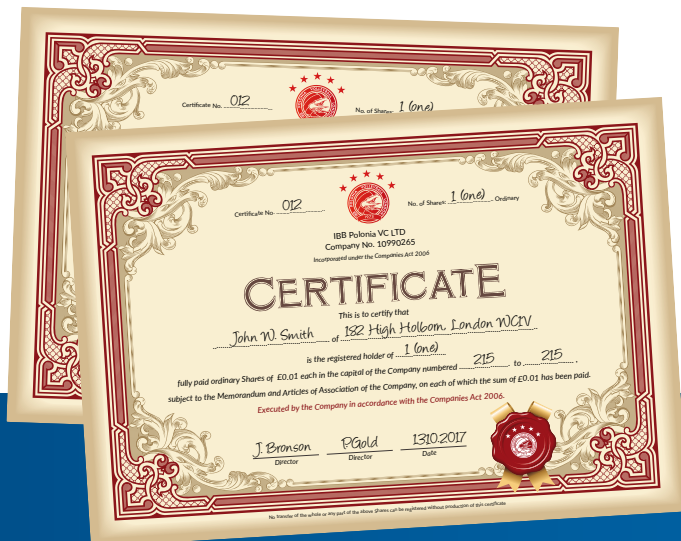 Certificate No. 012
No. of Shares: 1 (one)
Certificate No. 012
No. of Shares: 1 (one) Ordinary
IBB Polonia VC LTD
Company No. 10990265
Incorporated under the Companies Act 2006
CERTIFICATE
This is to certify that
John W. Smith of 182 High Holborn, London WC1V
is the registered holder of 1 (one)
fully paid ordinary Shares of £0.01 each in the capital of the Company numbered 215 to 215 ,
subject to the Memorandum and Articles of Association of the Company, on each of which the sum of £0.01 has been paid.
Executed by the Company in accordance with the Companies Act 2006.
J. Bronson P.Gold 13.10.2017
Director Director Date
No transfer of the whole or any part of the above Shares can be registered without production of this certificate